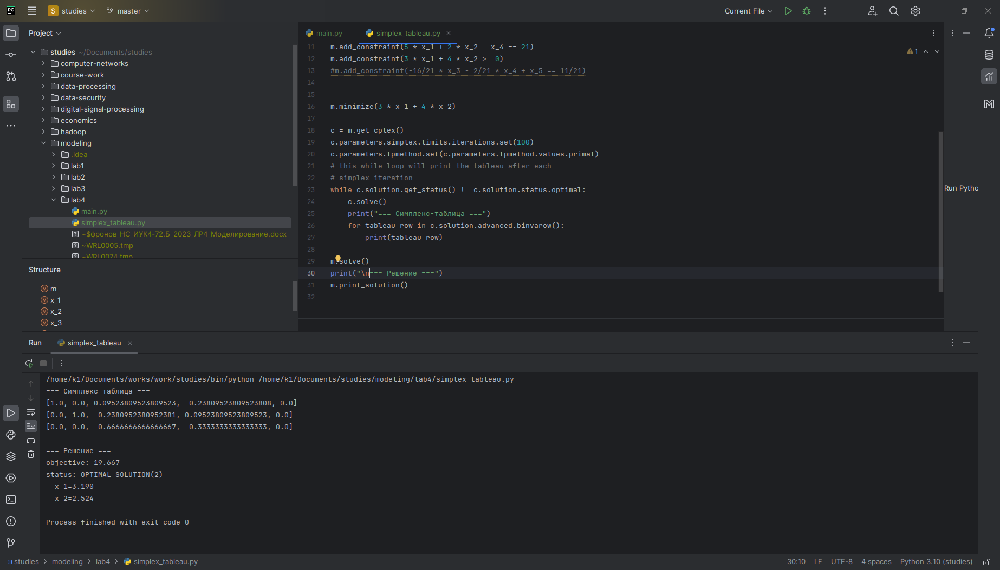 PC
S studies
master
Current File
Project
studies ~/Documents/studies
computer-networks
course-work
data-processing
data-security
digital-signal-processing
economics
hadoop
modeling
.idea
lab1
lab2
lab3
lab4
main.py
simplex_tableau.py
~$фронов_НС_ИУК4-72.Б_2023_ЛР4_Моделирование.docx
~WRL0005.tmp
~WRL0074.tmp
Structure
m
x_1
x_2
x_3
main.py
simplex_tableau.py
1
11 m.add_constraint(5 * x_1 + 2 * x_2 - x_4 == 21)
12 m.add_constraint(3 * x_1 + 4 * x_2 >= 0)
13 #m.add_constraint(-16/21 * x_3 - 2/21 * x_4 + x_5 == 11/21)
14
15
16 m.minimize(3 * x_1 + 4 * x_2)
17
18 c = m.get_cplex()
19 c.parameters.simplex.limits.iterations.set(100)
20 c.parameters.lpmethod.set(c.parameters.lpmethod.values.primal)
21 # this while loop will print the tableau after each
22 # simplex iteration
23 while c.solution.get_status() != c.solution.status.optimal:
24 c.solve()
25 print("=== Симплекс-таблица ===")
26 for tableau_row in c.solution.advanced.binvarow():
27 print(tableau_row)
28
29 m.solve()
30 print("\n=== Решение ===")
31 m.print_solution()
32
Run Pytho
Run
simplex_tableau
/home/k1/Documents/works/work/studies/bin/python /home/k1/Documents/studies/modeling/lab4/simplex_tableau.py
=== Симплекс-таблица ===
[1.0, 0.0, 0.09523809523809523, -0.23809523809523808, 0.0]
[0.0, 1.0, -0.2380952380952381, 0.09523809523809523, 0.0]
[0.0, 0.0, -0.6666666666666667, -0.3333333333333333, 0.0]
=== Решение ===
objective: 19.667
status: OPTIMAL_SOLUTION(2)
x_1=3.190
x_2=2.524
Process finished with exit code 0
studies > modeling > lab4 > simplex_tableau.py
30:10 LF UTF-8 4 spaces Python 3.10 (studies)